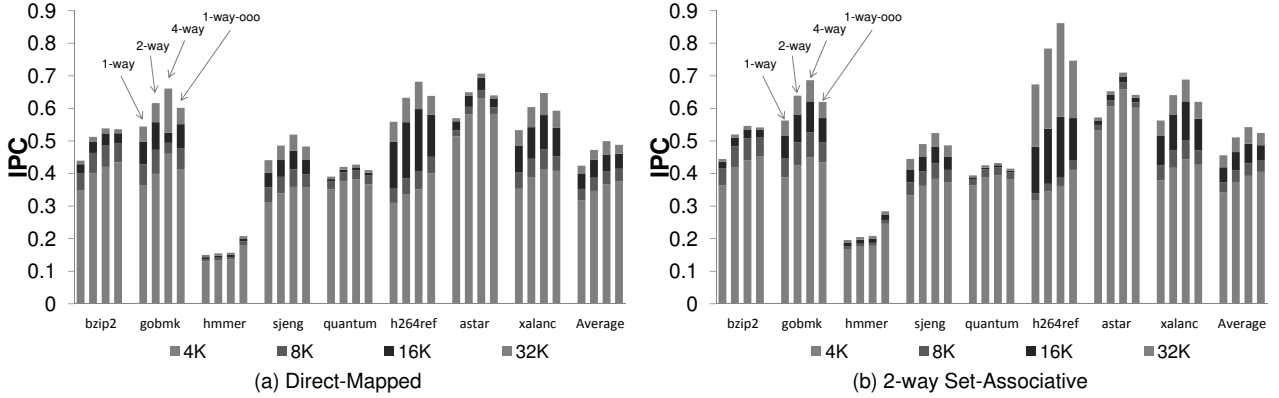 0.9
0.8
0.7
0.6
0.5
0.4
0.3
0.2
0.1
0
IPC
1-way
2-way
4-way
1-way-ooo
bzip2 gobmk hmmer sjeng quantum h264ref astar xalanc Average
4K 8K 16K 32K
(a) Direct-Mapped
0.9
0.8
0.7
0.6
0.5
0.4
0.3
0.2
0.1
0
IPC
1-way
2-way
4-way
1-way-ooo
bzip2 gobmk hmmer sjeng quantum h264ref astar xalanc Average
4K 8K 16K 32K
(b) 2-way Set-Associative